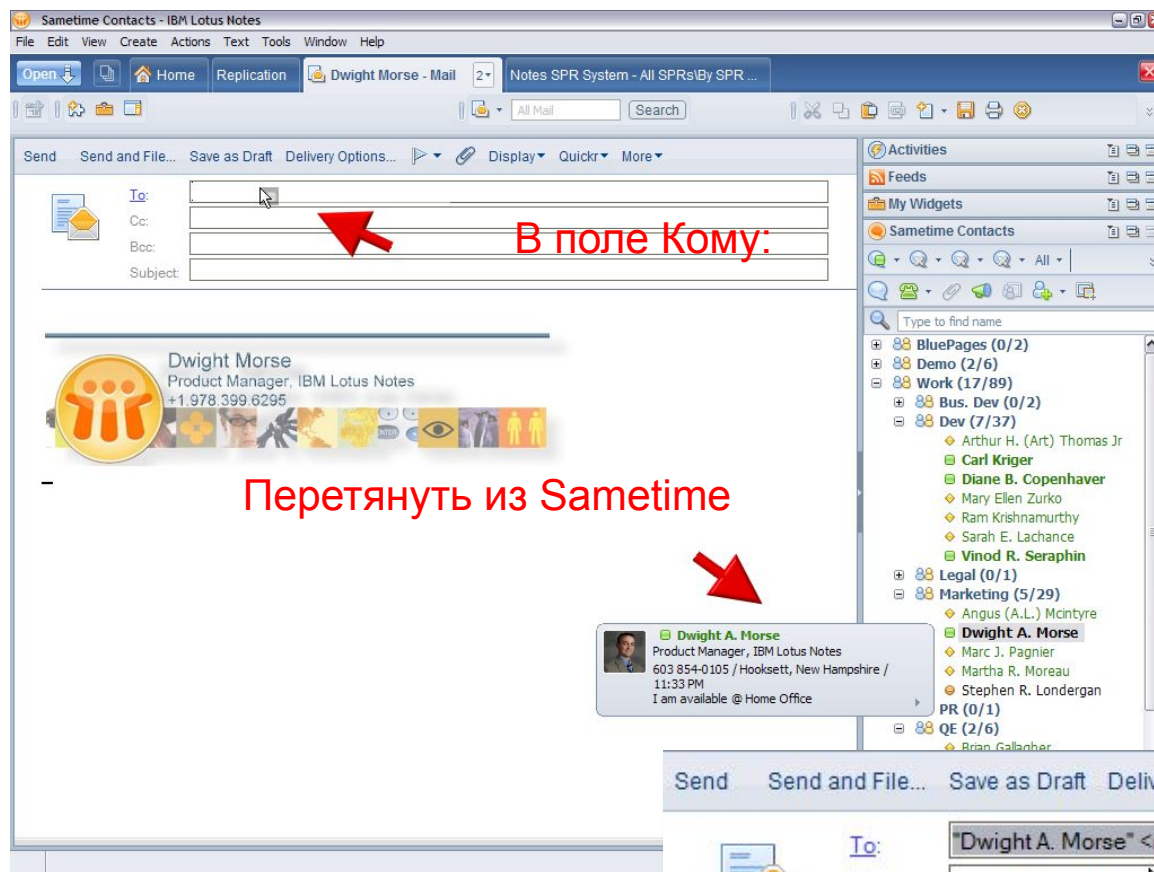 Sametime Contacts - IBM Lotus Notes
File Edit View Create Actions Text Tools Window Help
Open Home Replication Dwight Morse - Mail 2 Notes SPR System - All SPRs\By SPR ...
All Mail Search
Send Send and File... Save as Draft Delivery Options... Display Quickr More
To:
Cc:
Bcc:
Subject:
В поле Кому:
Dwight Morse
Product Manager, IBM Lotus Notes
+1.978.399.6295
Перетянуть из Sametime
Activities
Feeds
My Widgets
Sametime Contacts
All
Type to find name
BluePages (0/2)
Demo (2/6)
Work (17/89)
Bus. Dev (0/2)
Dev (7/37)
Arthur H. (Art) Thomas Jr
Carl Kriger
Diane B. Copenhaver
Mary Ellen Zurko
Ram Krishnamurthy
Sarah E. Lachance
Vinod R. Seraphin
Legal (0/1)
Marketing (5/29)
Angus (A.L.) Mcintyre
Dwight A. Morse
Marc J. Pagnier
Martha R. Moreau
Stephen R. Londergan
PR (0/1)
QE (2/6)
Brian Gallagher
Dwight A. Morse
Product Manager, IBM Lotus Notes
603 854-0105 / Hooksett, New Hampshire /
11:33 PM
I am available @ Home Office
Send Send and File... Save as Draft Deliv
To: "Dwight A. Morse" <